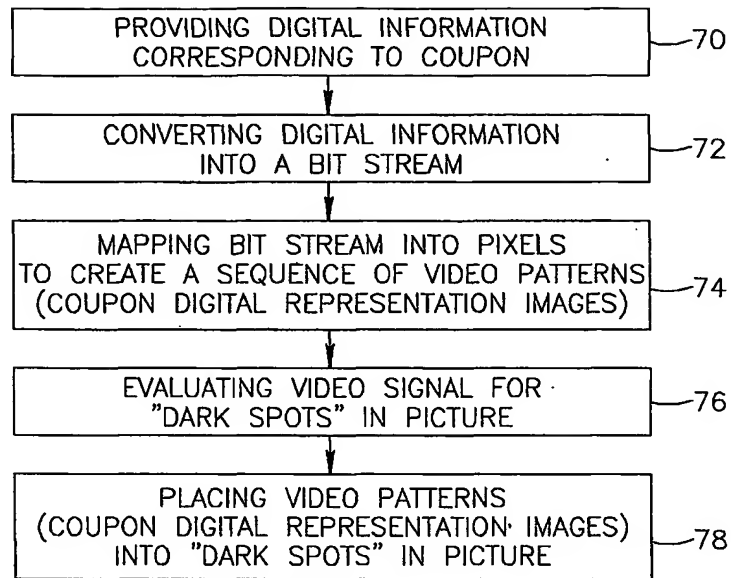 PROVIDING DIGITAL INFORMATION
CORRESPONDING TO COUPON
70
CONVERTING DIGITAL INFORMATION
INTO A BIT STREAM
72
MAPPING BIT STREAM INTO PIXELS
TO CREATE A SEQUENCE OF VIDEO PATTERNS
(COUPON DIGITAL REPRESENTATION IMAGES)
74
EVALUATING VIDEO SIGNAL FOR
"DARK SPOTS" IN PICTURE
76
PLACING VIDEO PATTERNS
(COUPON DIGITAL REPRESENTATION IMAGES)
INTO "DARK SPOTS" IN PICTURE
78